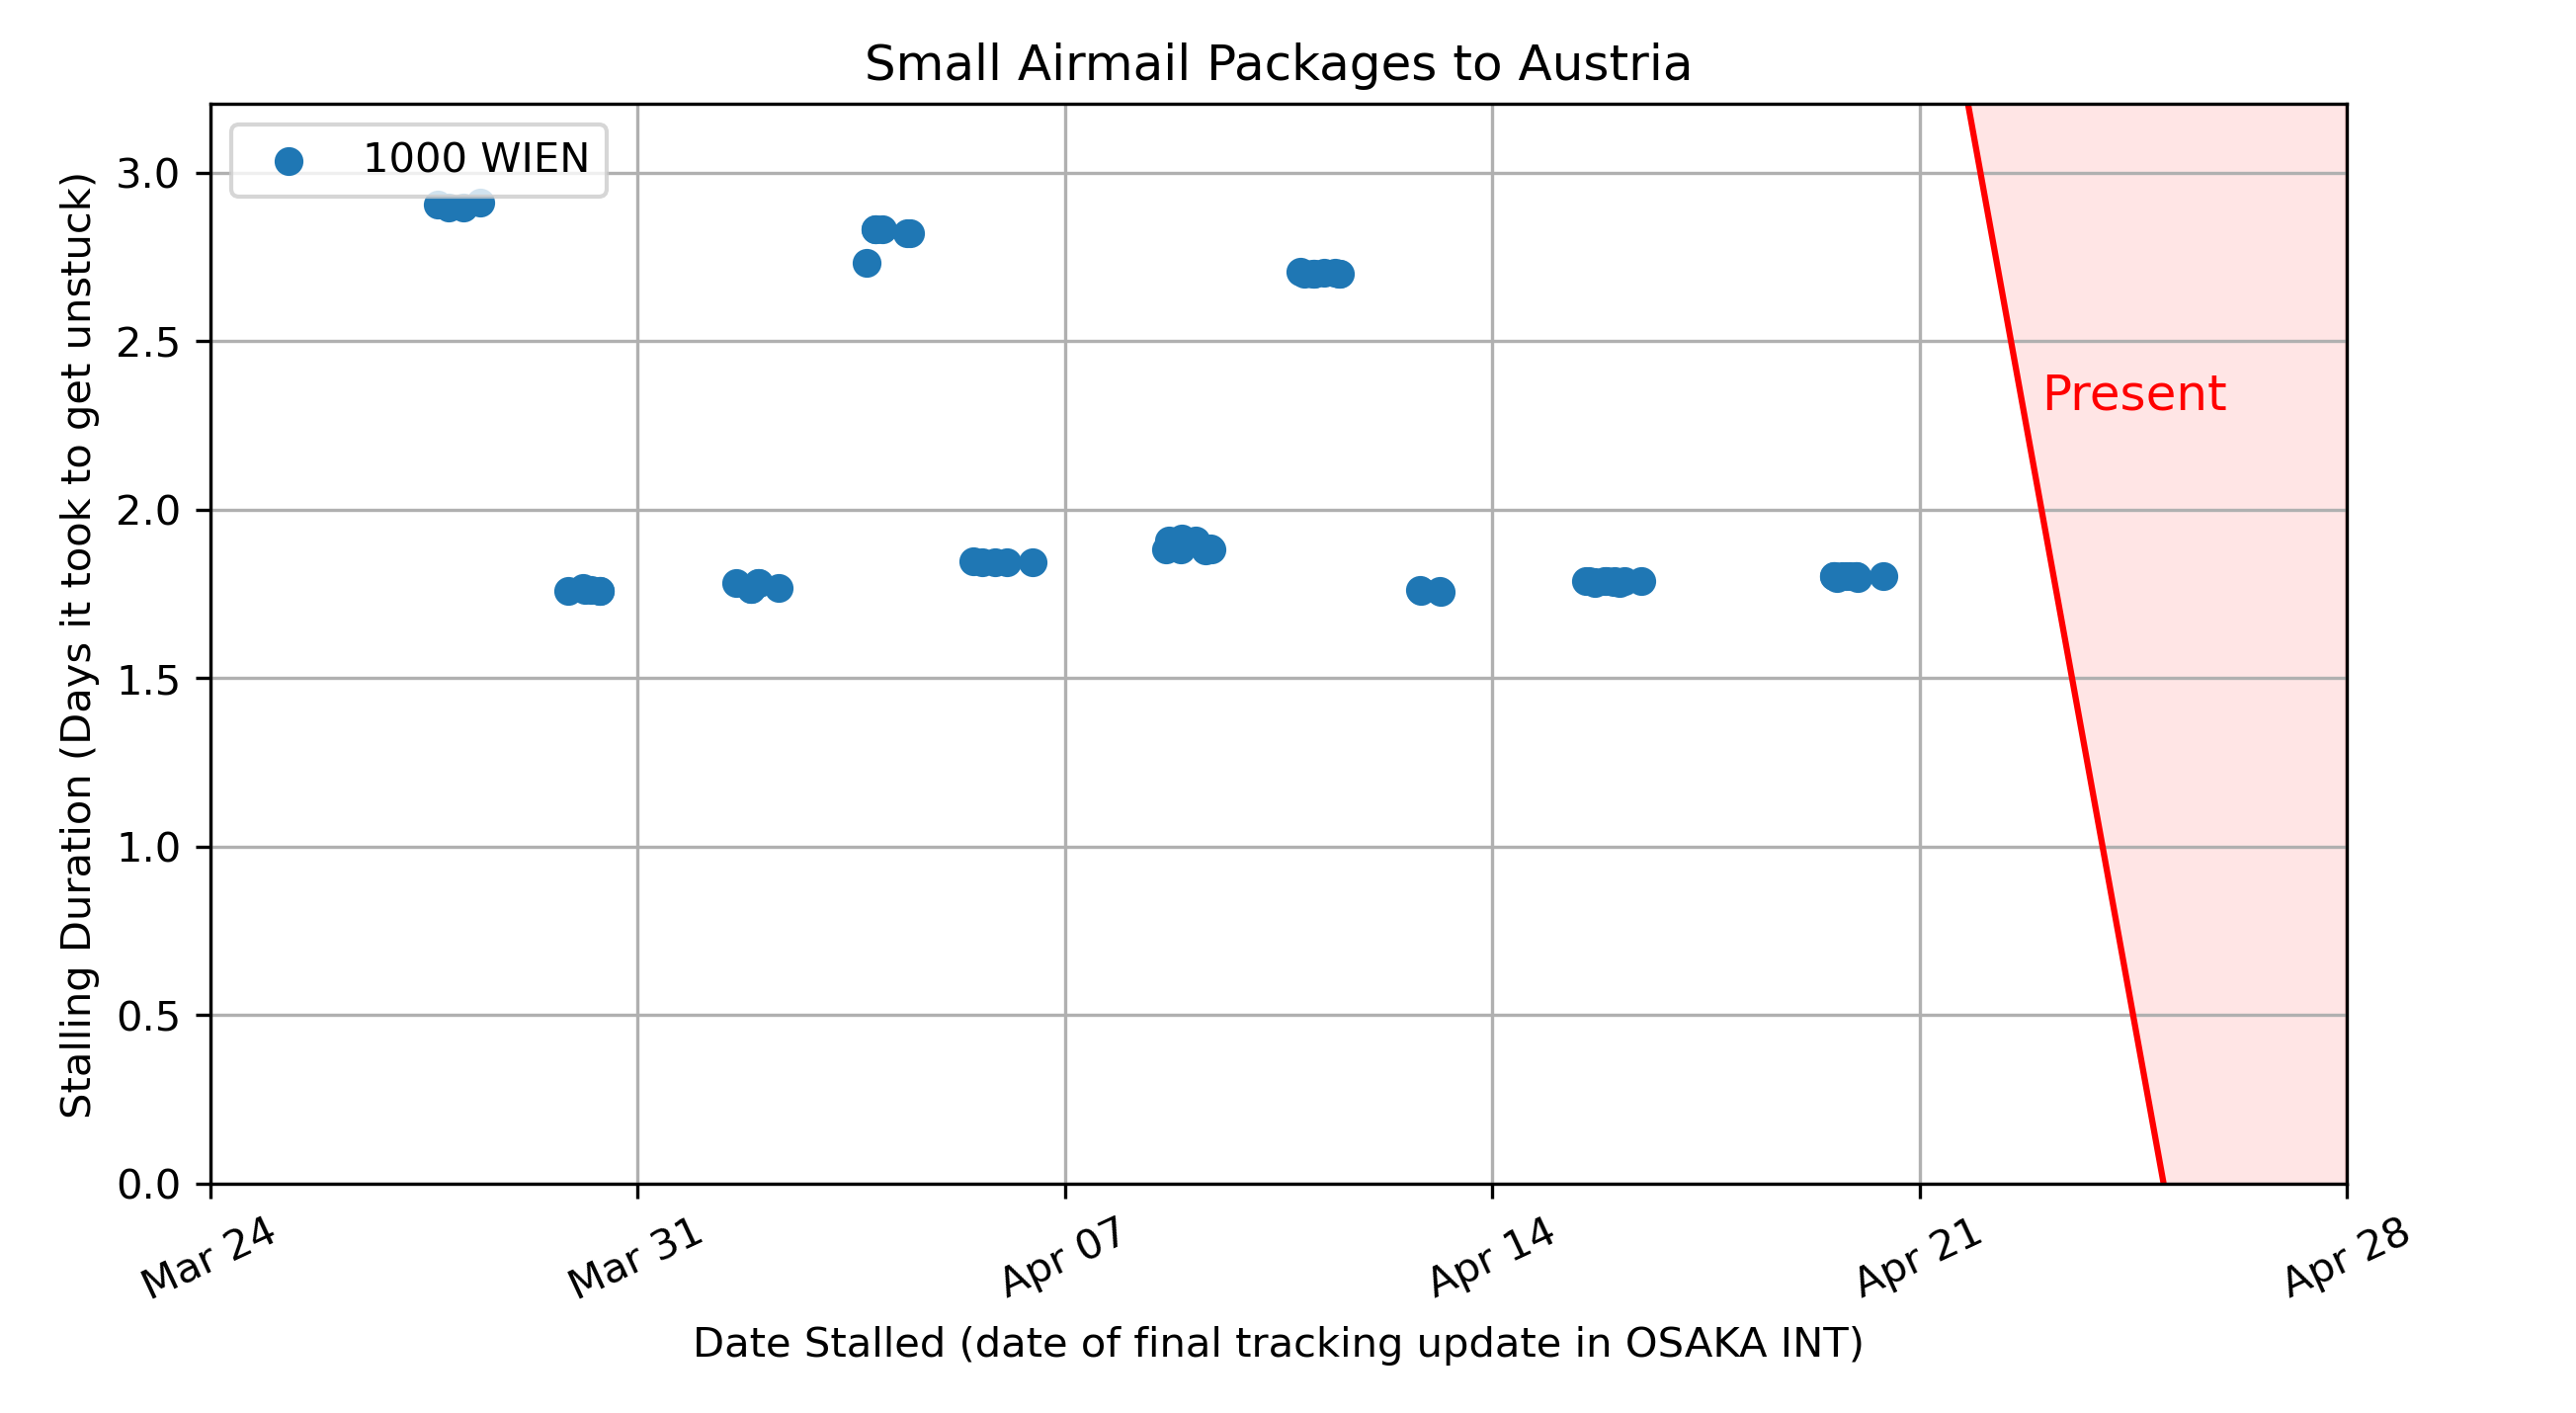 Small Airmail Packages to Austria
1000 WIEN
Stalling Duration (Days it took to get unstuck)
3.0
2.5
2.0
1.5
1.0
0.5
0.0
Present
Mar 24
Mar 31
Apr 07
Apr 14
Apr 21
Apr 28
Date Stalled (date of final tracking update in OSAKA INT)